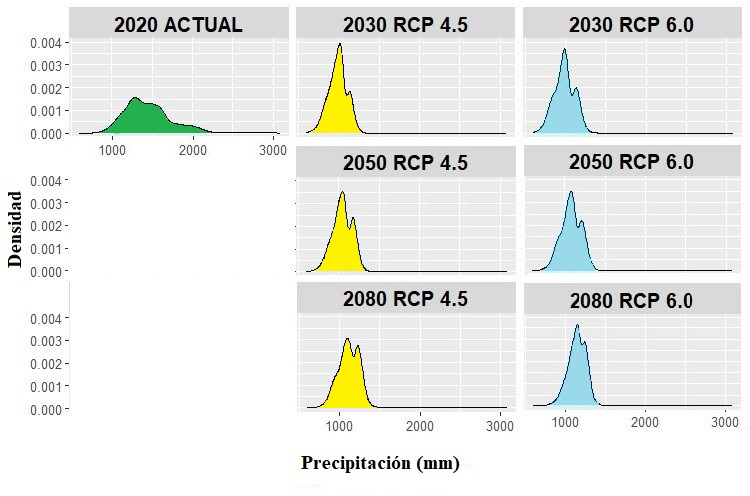 2020 ACTUAL
2030 RCP 4.5
2030 RCP 6.0
0.004
0.003
0.002
0.001
0.000
1000 2000 3000
2050 RCP 4.5
2050 RCP 6.0
0.004
0.003
0.002
0.001
0.000
Densidad
2080 RCP 4.5
2080 RCP 6.0
0.004
0.003
0.002
0.001
0.000
1000 2000 3000
1000 2000 3000
Precipitación (mm)